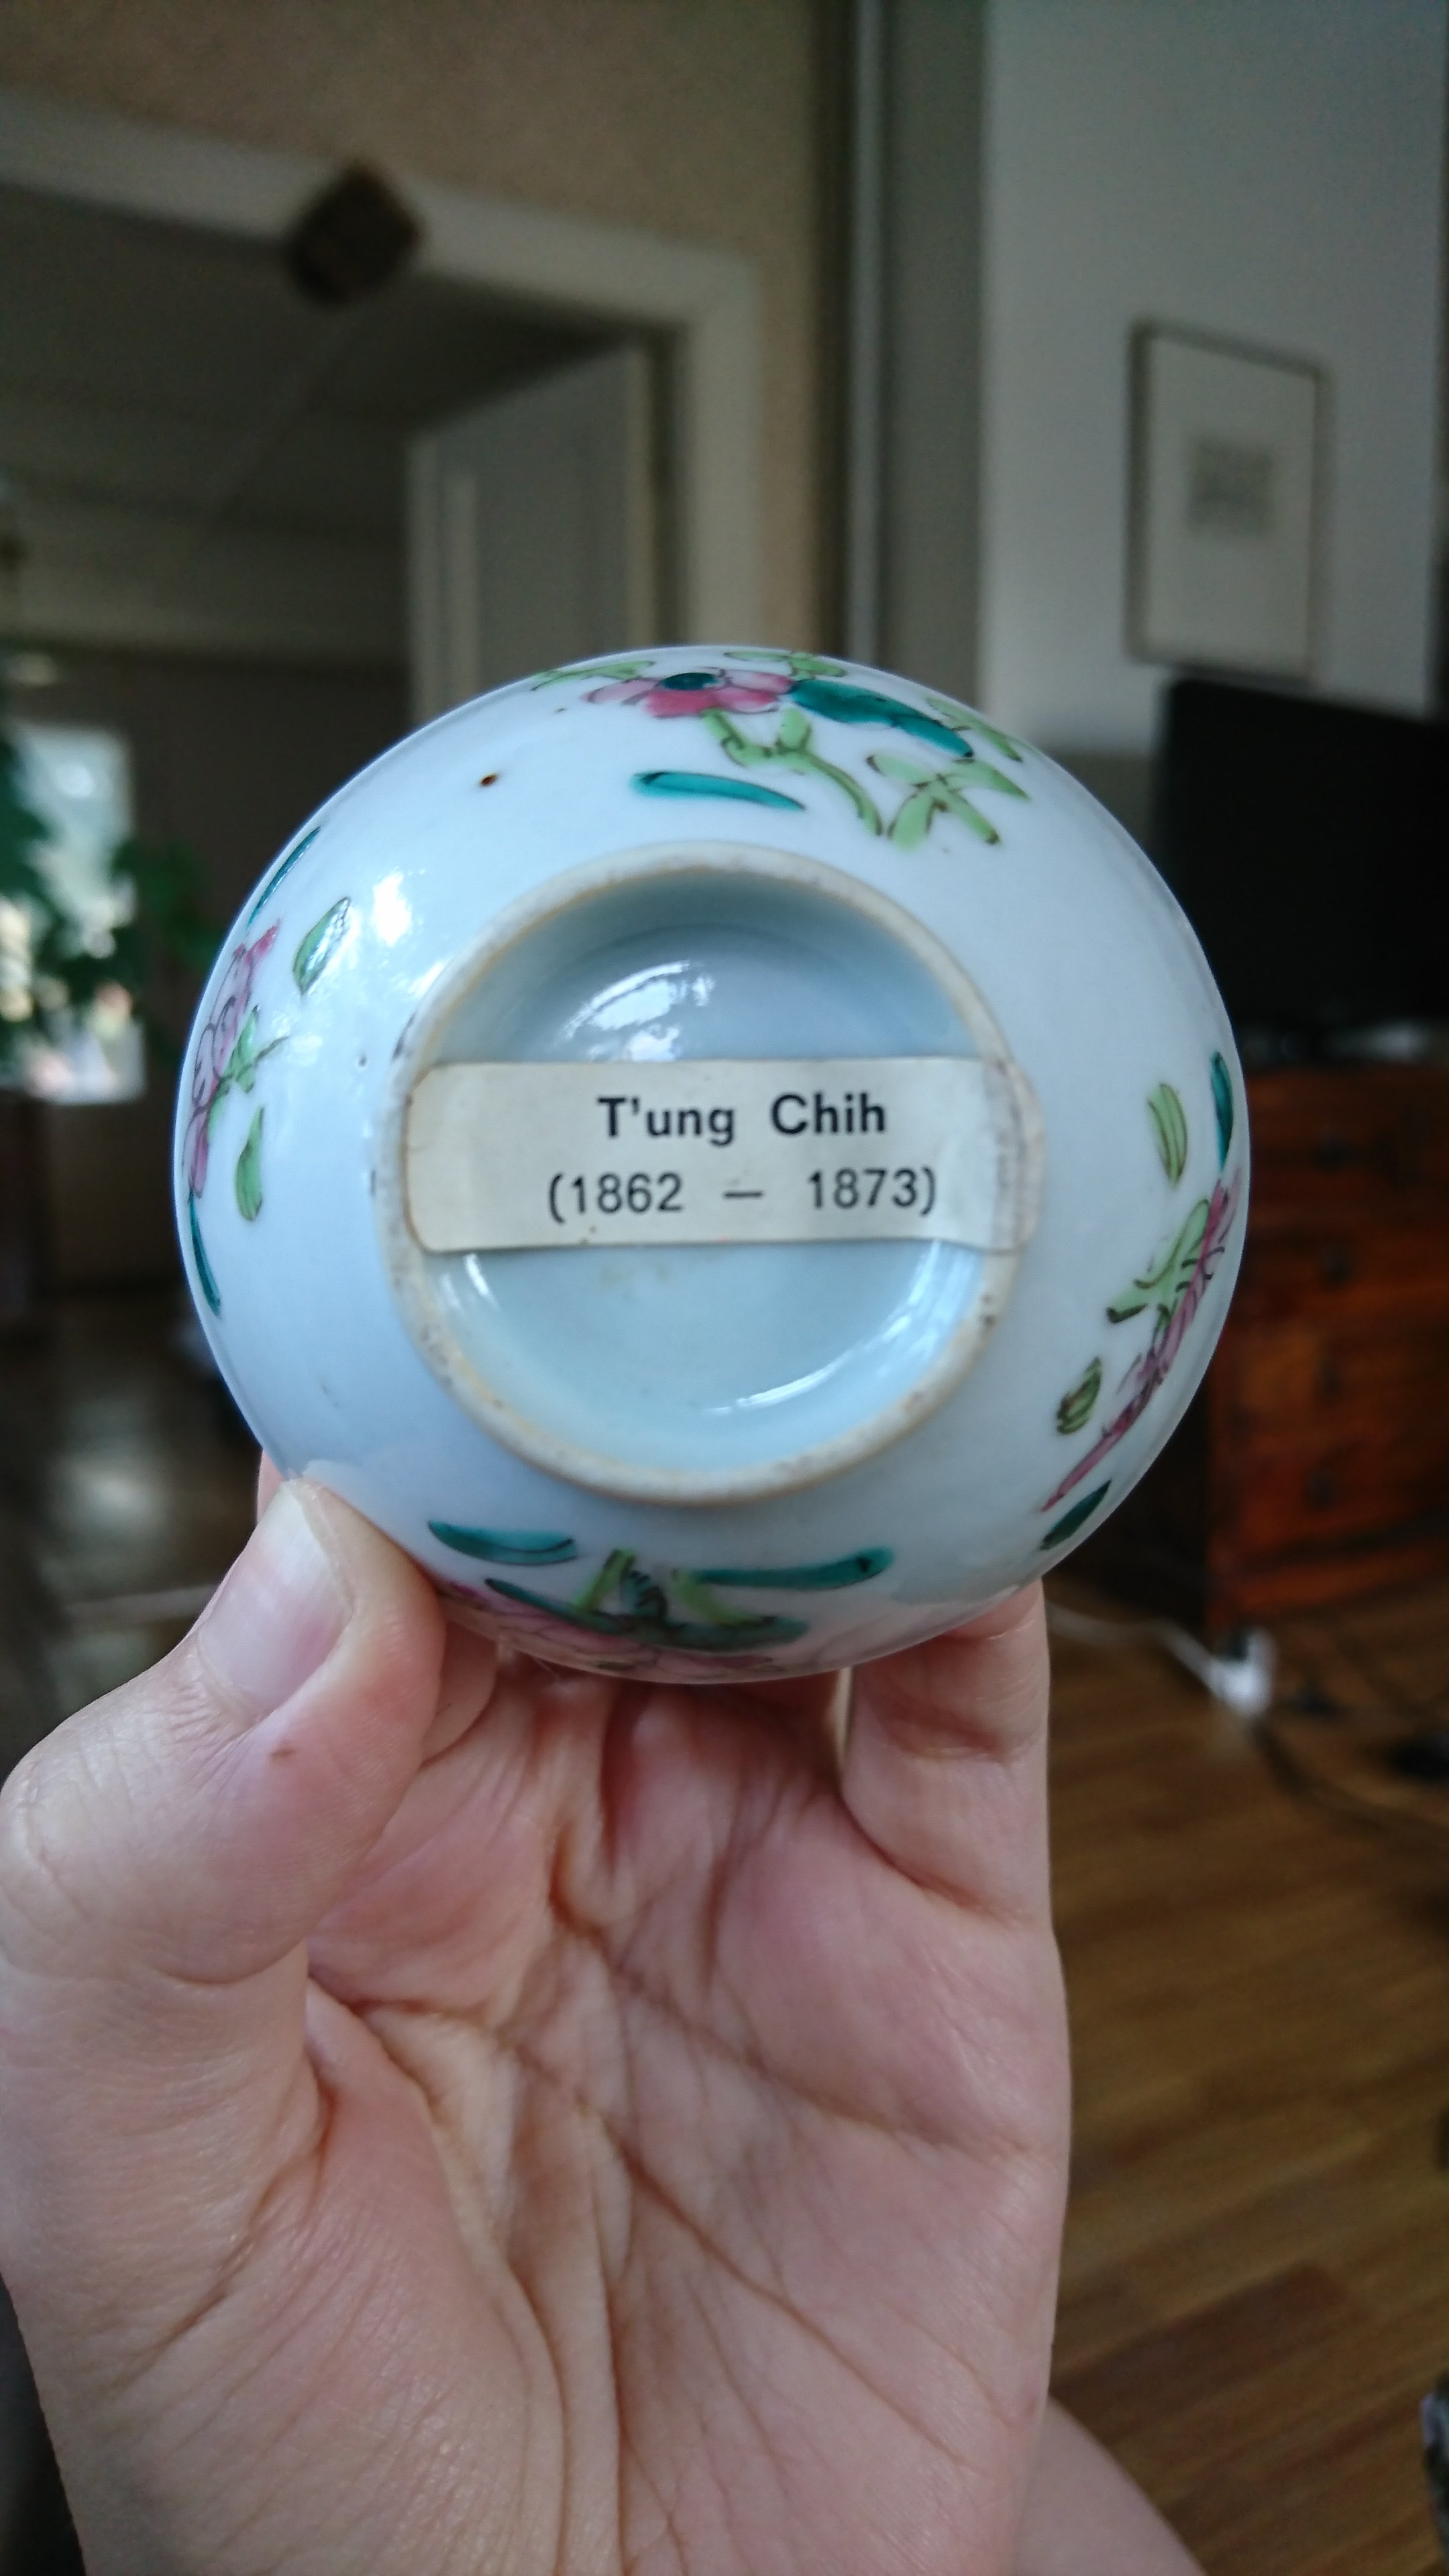 T'ung Chih
(1862 — 1873)